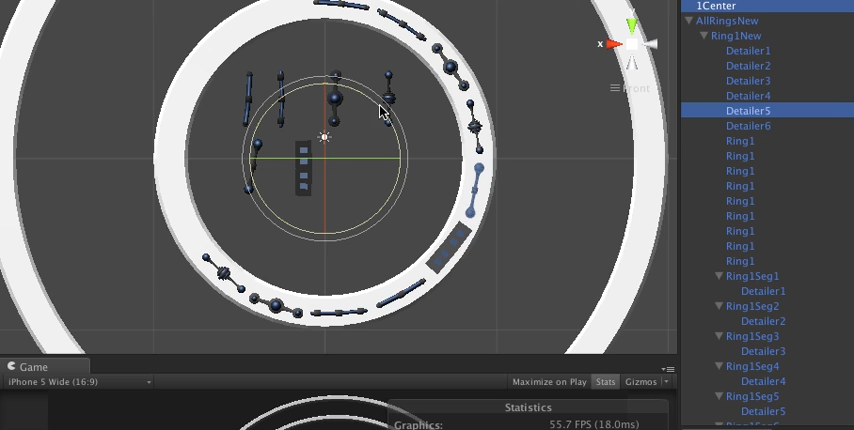 1Center
AllRingsNew
Ring1New
Detailer1
Detailer2
Detailer3
Detailer4
Detailer5
Detailer6
Ring1
Ring1
Ring1
Ring1
Ring1
Ring1
Ring1
Ring1
Ring1
Ring1Seg1
Detailer1
Ring1Seg2
Detailer2
Ring1Seg3
Detailer3
Ring1Seg4
Detailer4
Ring1Seg5
Detailer5
x
Front
Game
iPhone 5 Wide (16:9)
Maximize on Play
Stats
Gizmos
Statistics
Graphics:
55.7 FPS (18.0ms)